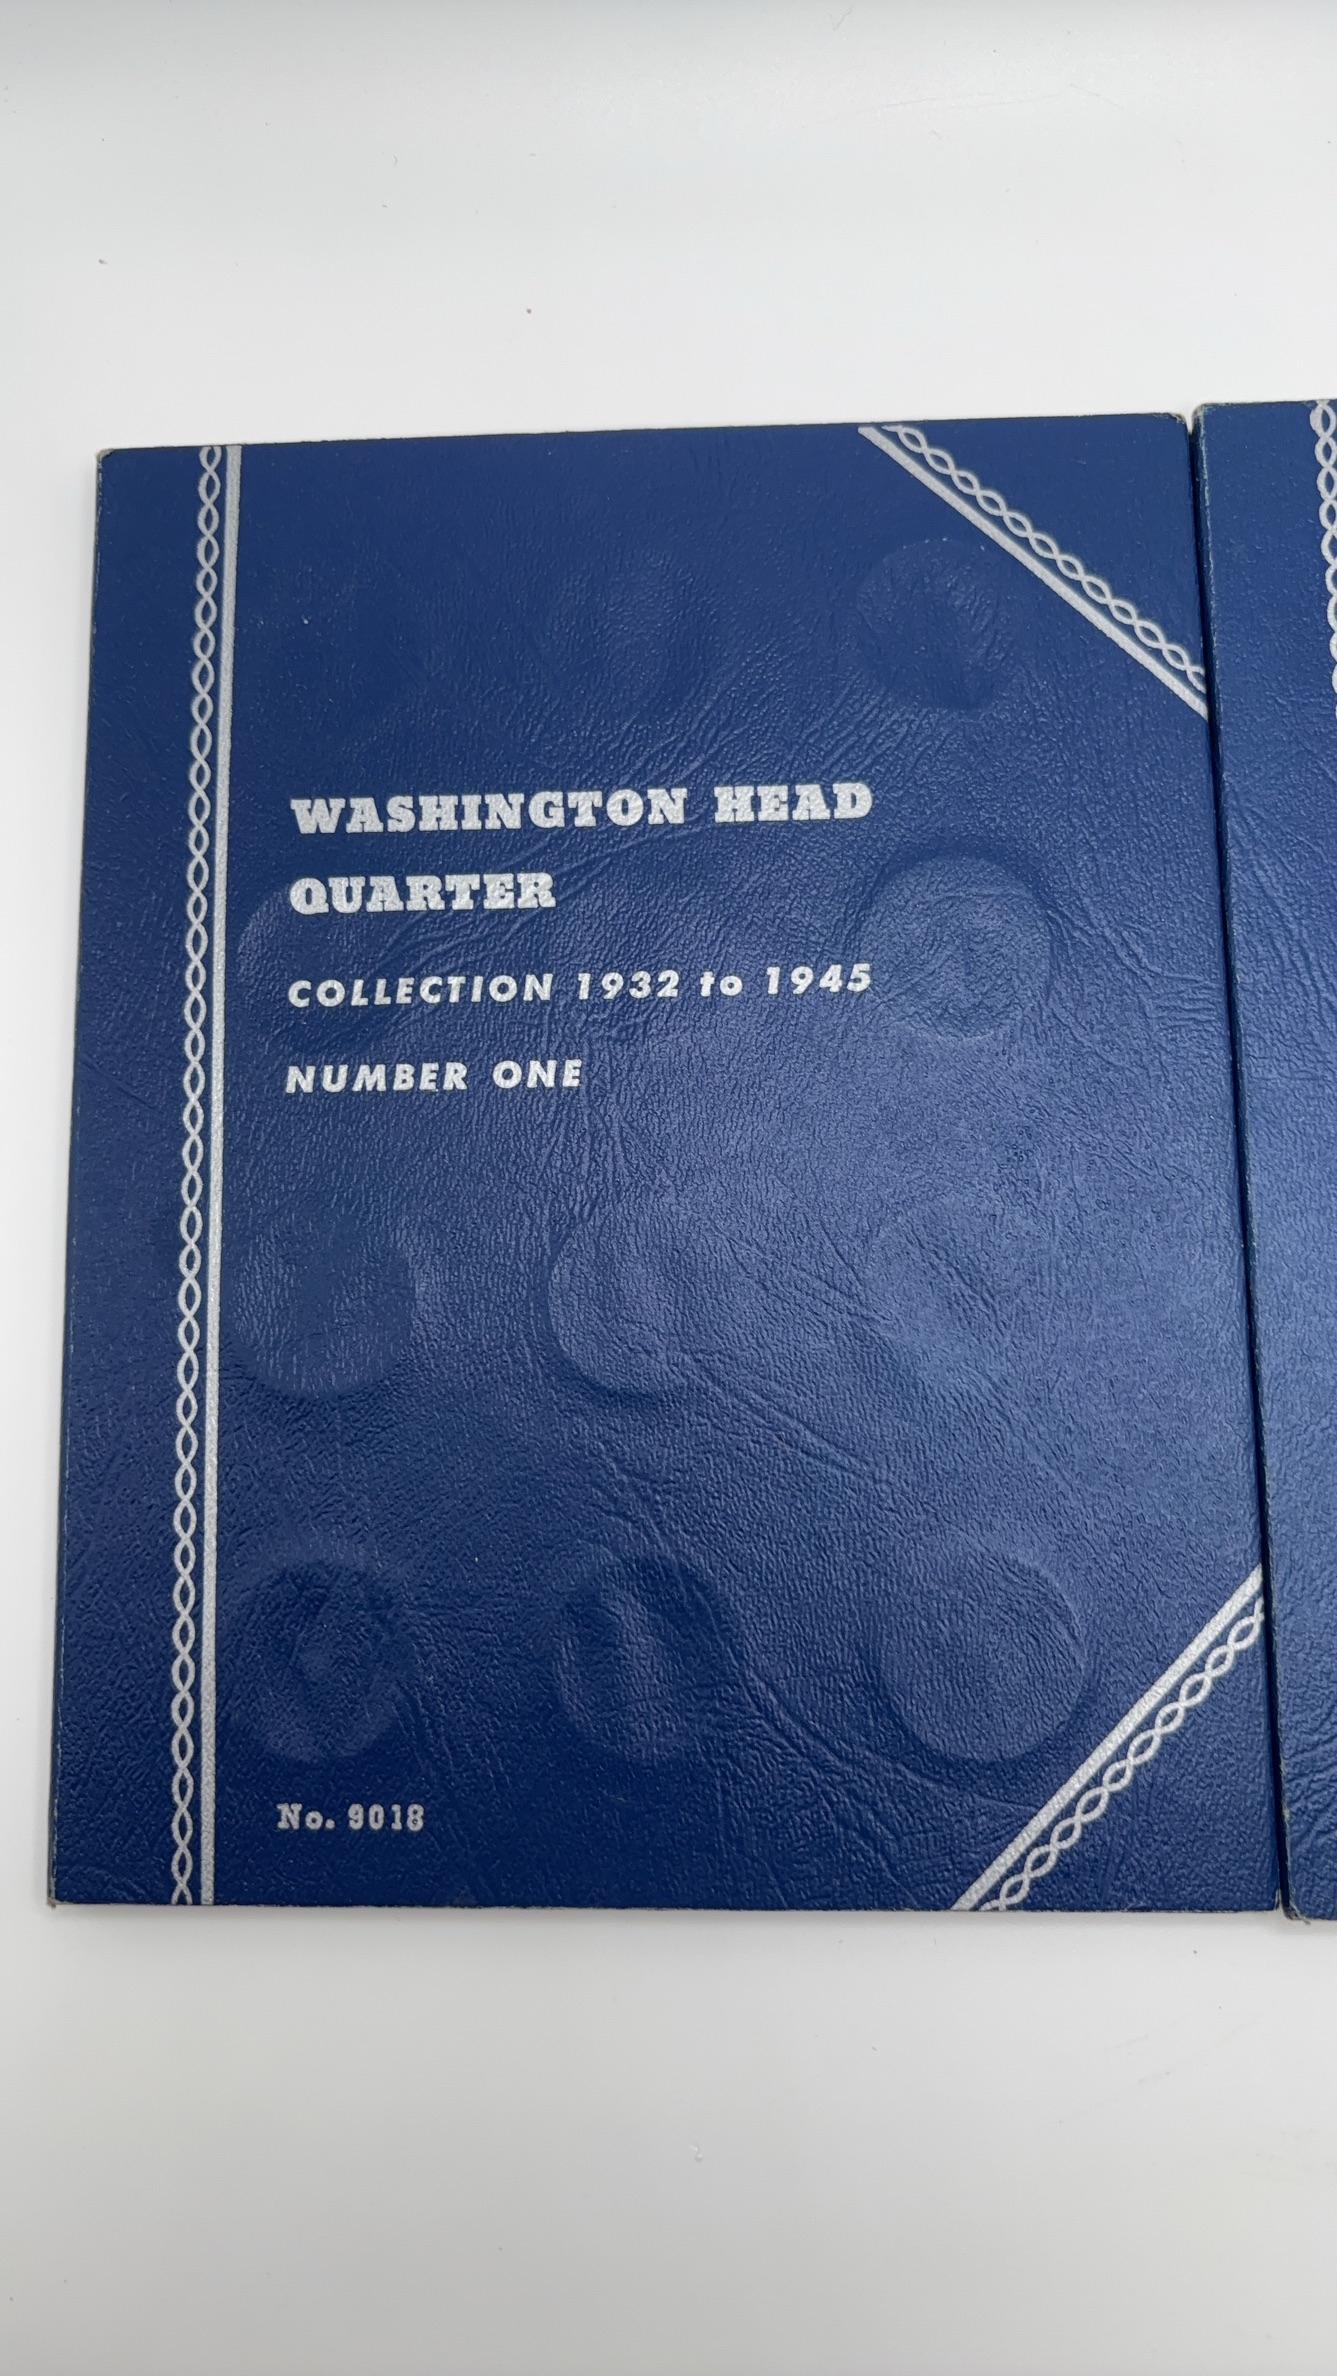 WASHINGTON HEAD
QUARTER
COLLECTION 1932 to 1945
NUMBER ONE
No. 9018